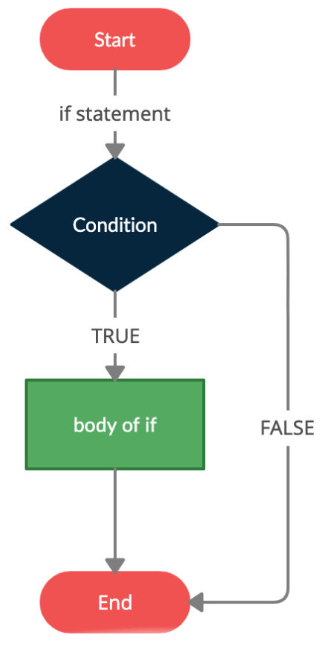 Start
if statement
Condition
TRUE
body of if
FALSE
End